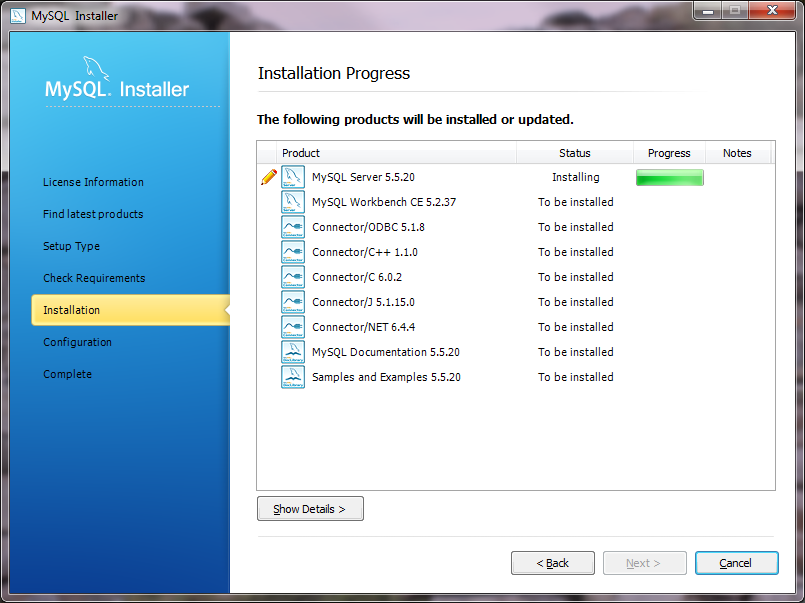 MySQL Installer
MySQL. Installer
License Information
Find latest products
Setup Type
Check Requirements
Installation
Configuration
Complete
Installation Progress
The following products will be installed or updated.
Product Status Progress Notes
MySQL Server 5.5.20 Installing
MySQL Workbench CE 5.2.37 To be installed
Connector/ODBC 5.1.8 To be installed
Connector/C++ 1.1.0 To be installed
Connector/C 6.0.2 To be installed
Connector/J 5.1.15.0 To be installed
Connector/NET 6.4.4 To be installed
MySQL Documentation 5.5.20 To be installed
Samples and Examples 5.5.20 To be installed
Show Details >
< Back Next > Cancel